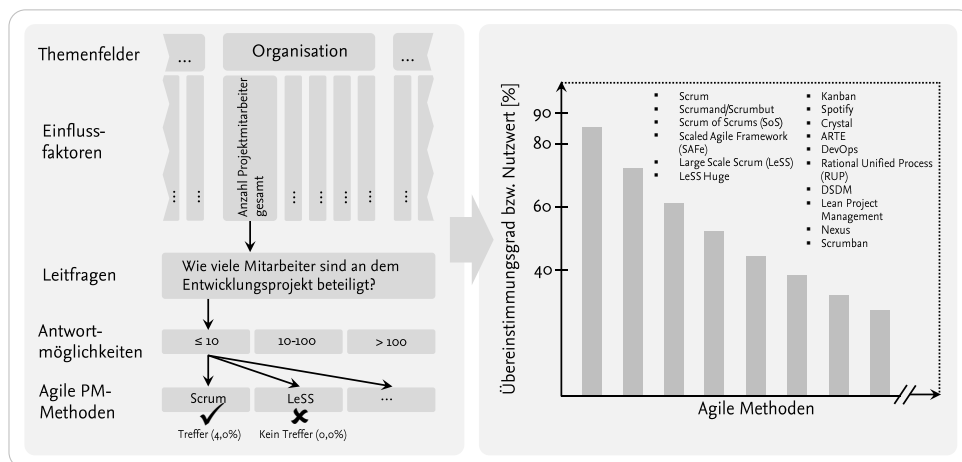 Themenfelder
...
Organisation
...
Einfluss-
faktoren
Anzahl Projektmitarbeiter
gesamt
...
...
...
...
...
...
...
Leitfragen
Wie viele Mitarbeiter sind an dem
Entwicklungsprojekt beteiligt?
Antwort-
möglichkeiten
≤ 10
10-100
> 100
Agile PM-
Methoden
Scrum
LeSS
...
Treffer (4,0%)
Kein Treffer (0,0%)
Übereinstimmungsgrad bzw. Nutzwert [%]
90
80
60
40
▪ Scrum
▪ Scrumand/Scrumbut
▪ Scrum of Scrums (SoS)
▪ Scaled Agile Framework
(SAFe)
▪ Large Scale Scrum (LeSS)
▪ LeSS Huge
▪ Kanban
▪ Spotify
▪ Crystal
▪ ARTE
▪ DevOps
▪ Rational Unified Process
(RUP)
▪ DSDM
▪ Lean Project
Management
▪ Nexus
▪ Scrumban
Agile Methoden